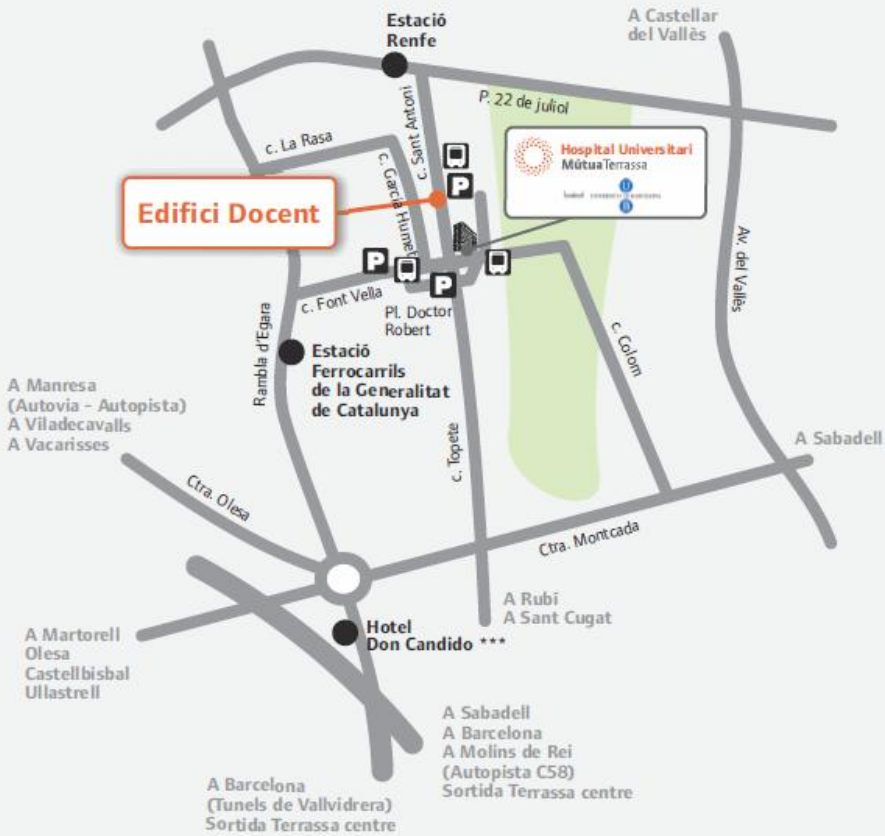 Estació
Renfe
A Castellar
del Vallès
P. 22 de juliol
c. Sant Antoni
c. La Rasa
c. Garcia Humet
Hospital Universitari
MútuaTerrassa
U
B
P
Edifici Docent
Av. del Vallès
P
P
c. Font Vella
Pl. Doctor
Robert
Rambla d'Egara
c. Colom
Estació
Ferrocarrils
de la Generalitat
de Catalunya
A Manresa
(Autovia - Autopista)
A Viladecavalls
A Vacarisses
c. Topete
A Sabadell
Ctra. Olesa
Ctra. Montcada
A Rubí
A Sant Cugat
Hotel
Don Candido ***
A Martorell
Olesa
Castellbisbal
Ullastrell
A Sabadell
A Barcelona
A Molins de Rei
(Autopista C58)
Sortida Terrassa centre
A Barcelona
(Tunels de Vallvidrera)
Sortida Terrassa centre